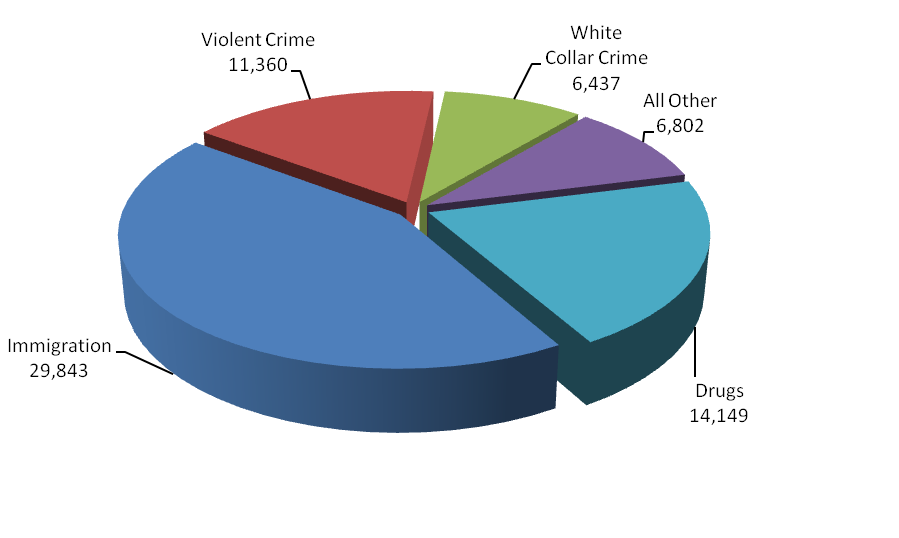 Violent Crime
11,360
White
Collar Crime
6,437
All Other
6,802
Immigration
29,843
Drugs
14,149